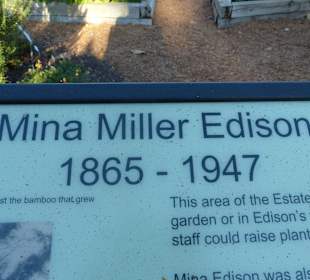 Mina Miller Edison
1865 - 1947
st the bamboo that grew
This area of the Estate
garden or in Edison's
staff could raise plant
Mina Edison was als